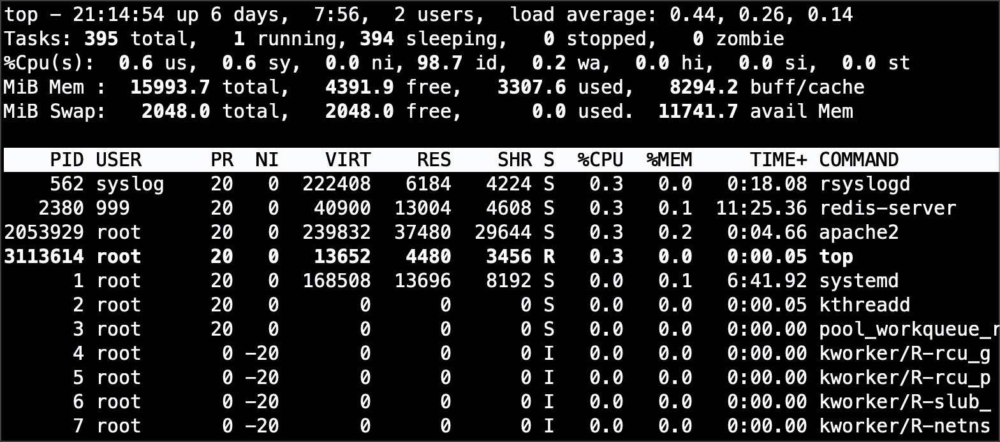 top - 21:14:54 up 6 days,  7:56,  2 users,  load average: 0.44, 0.26, 0.14
Tasks: 395 total,   1 running, 394 sleeping,   0 stopped,   0 zombie
%Cpu(s):  0.6 us,  0.6 sy,  0.0 ni, 98.7 id,  0.2 wa,  0.0 hi,  0.0 si,  0.0 st
MiB Mem :  15993.7 total,   4391.9 free,   3307.6 used,   8294.2 buff/cache
MiB Swap:   2048.0 total,   2048.0 free,      0.0 used.  11741.7 avail Mem
    PID USER      PR  NI    VIRT    RES    SHR S  %CPU  %MEM     TIME+ COMMAND
    562 syslog    20   0  222408   6184   4224 S   0.3   0.0   0:18.08 rsyslogd
   2380 999       20   0   40900  13004   4608 S   0.3   0.1  11:25.36 redis-server
2053929 root      20   0  239832  37480  29644 S   0.3   0.2   0:04.66 apache2
3113614 root      20   0   13652   4480   3456 R   0.3   0.0   0:00.05 top
      1 root      20   0  168508  13696   8192 S   0.0   0.1   6:41.92 systemd
      2 root      20   0       0      0      0 S   0.0   0.0   0:00.05 kthreadd
      3 root      20   0       0      0      0 S   0.0   0.0   0:00.00 pool_workqueue_r
      4 root       0 -20       0      0      0 I   0.0   0.0   0:00.00 kworker/R-rcu_g
      5 root       0 -20       0      0      0 I   0.0   0.0   0:00.00 kworker/R-rcu_p
      6 root       0 -20       0      0      0 I   0.0   0.0   0:00.00 kworker/R-slub_
      7 root       0 -20       0      0      0 I   0.0   0.0   0:00.00 kworker/R-netns